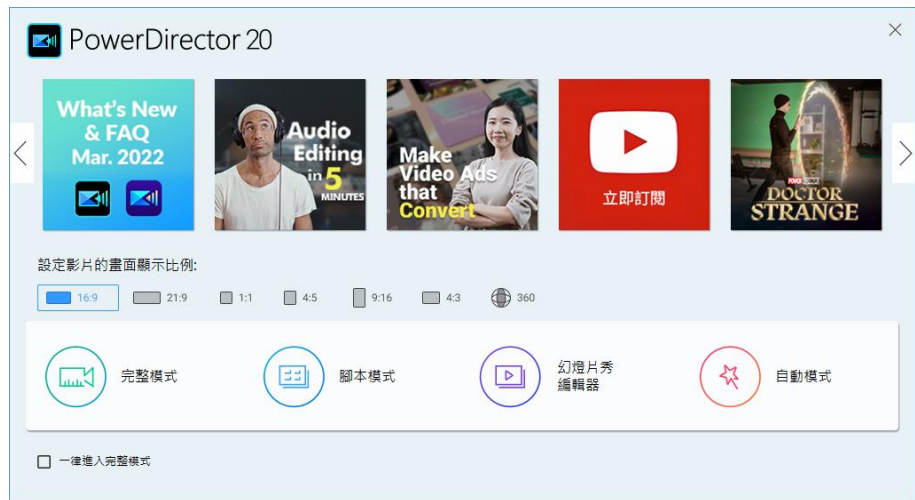 PowerDirector 20
What's New
& FAQ
Mar. 2022
Audio
Editing
in 5
MINUTES
Make
Video Ads
that
Convert
立即訂閱
POWER DIRECTOR
DOCTOR
STRANGE
設定影片的畫面顯示比例:
16:9 21:9 1:1 4:5 9:16 4:3 360
完整模式
腳本模式
幻燈片秀
編輯器
自動模式
一律進入完整模式